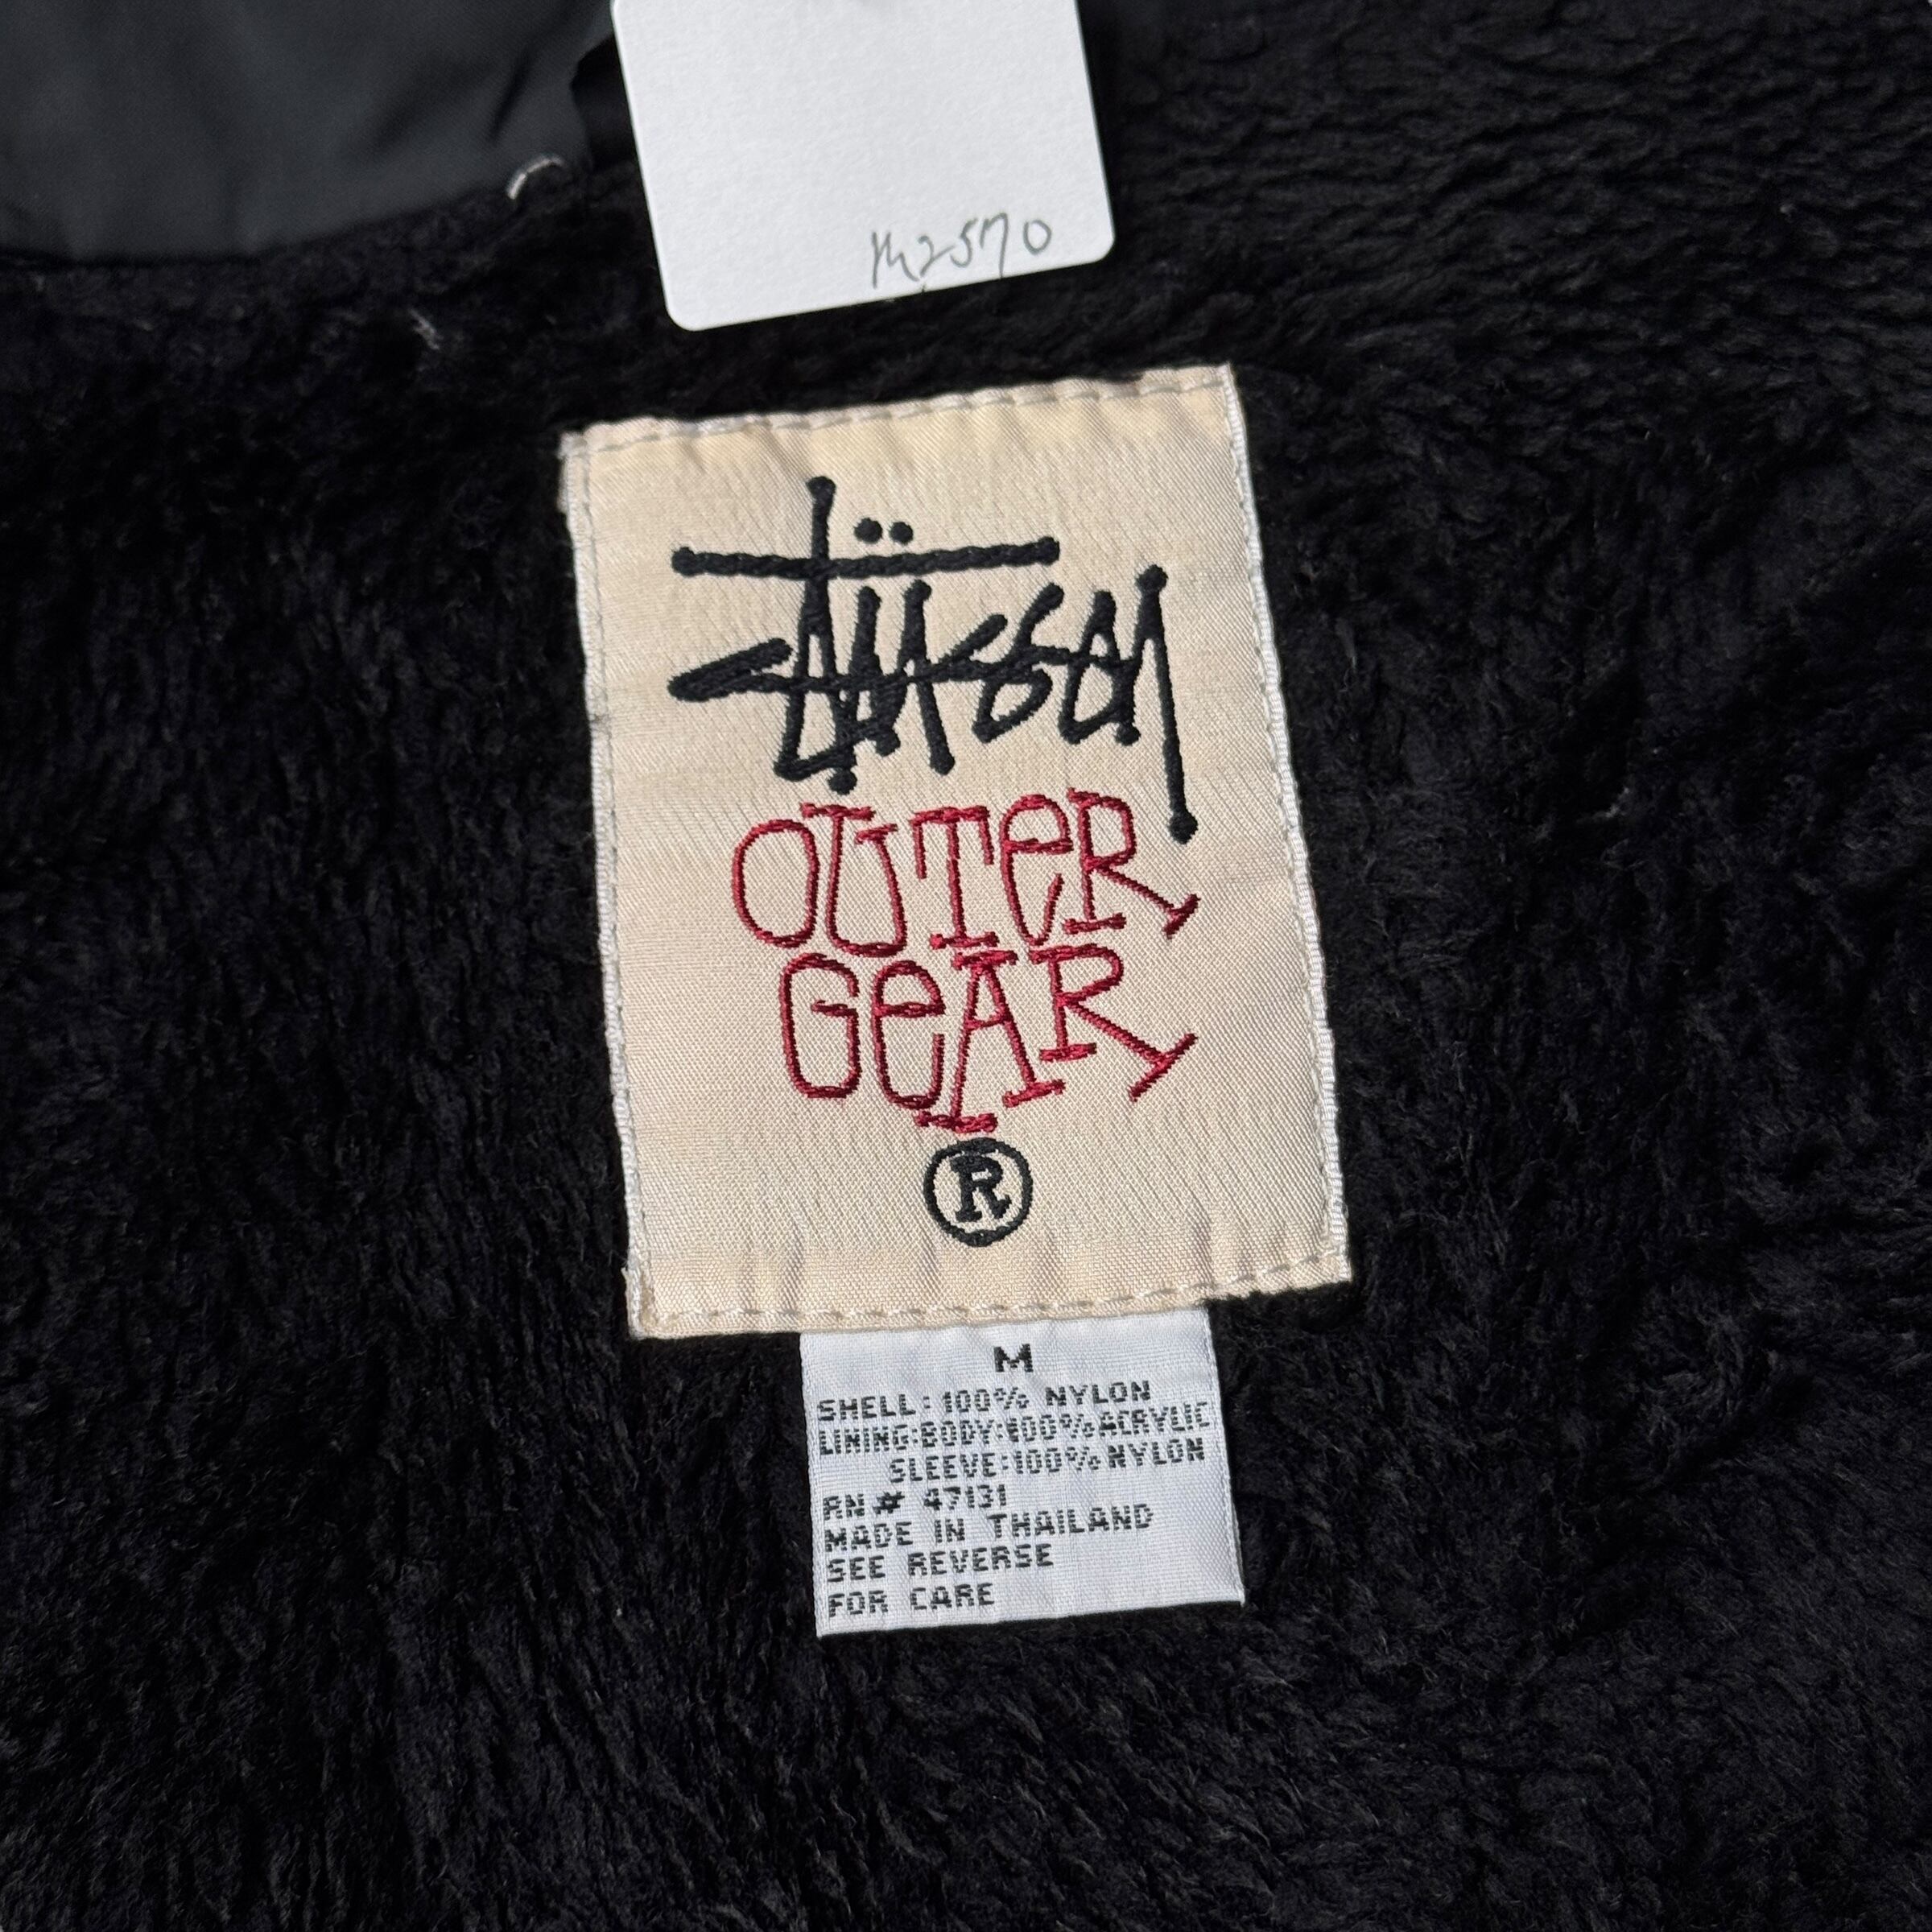 m2570
stüssy
OUTER
GEAR
®
M
SHELL:100% NYLON
LINING:BODY:100%ACRYLIC
SLEEVE:100%NYLON
RN# 47131
MADE IN THAILAND
SEE REVERSE
FOR CARE